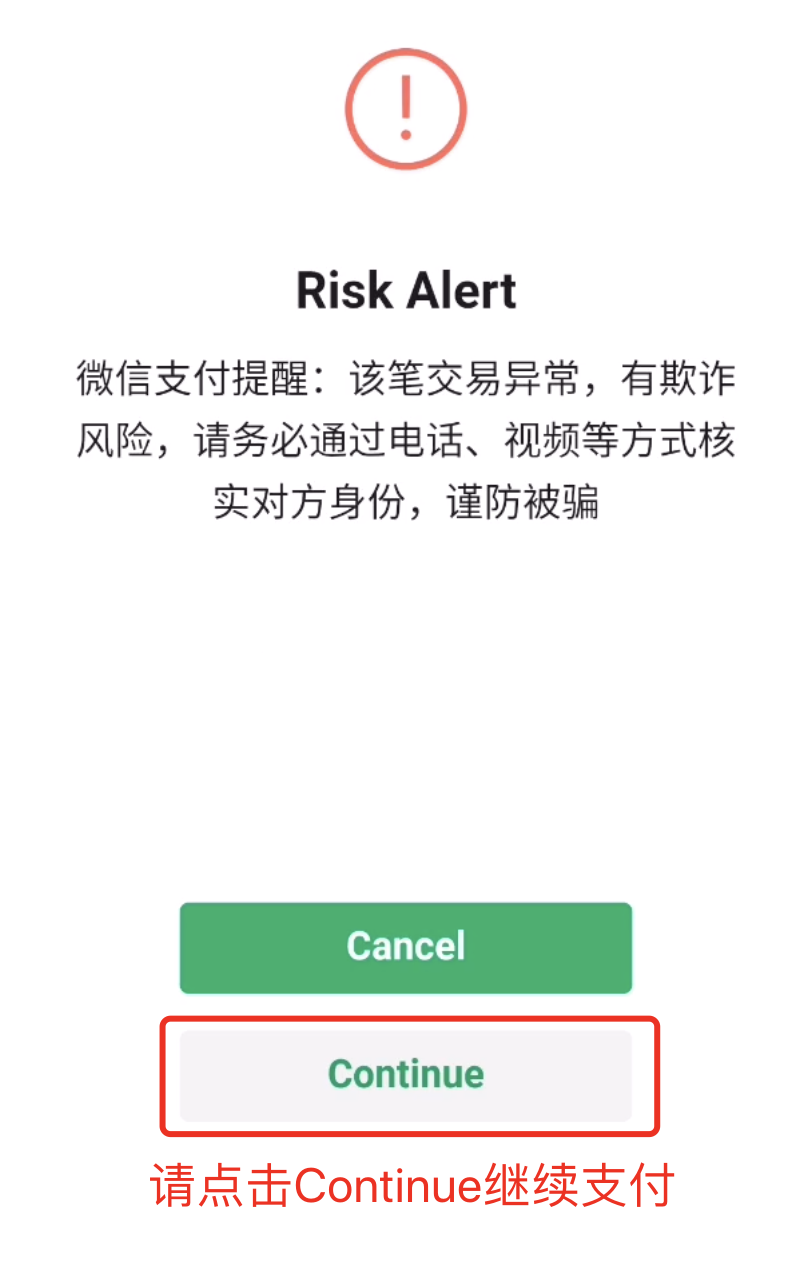 Risk Alert
微信支付提醒：该笔交易异常，有欺诈
风险，请务必通过电话、视频等方式核
实对方身份，谨防被骗
Cancel
Continue
请点击Continue继续支付